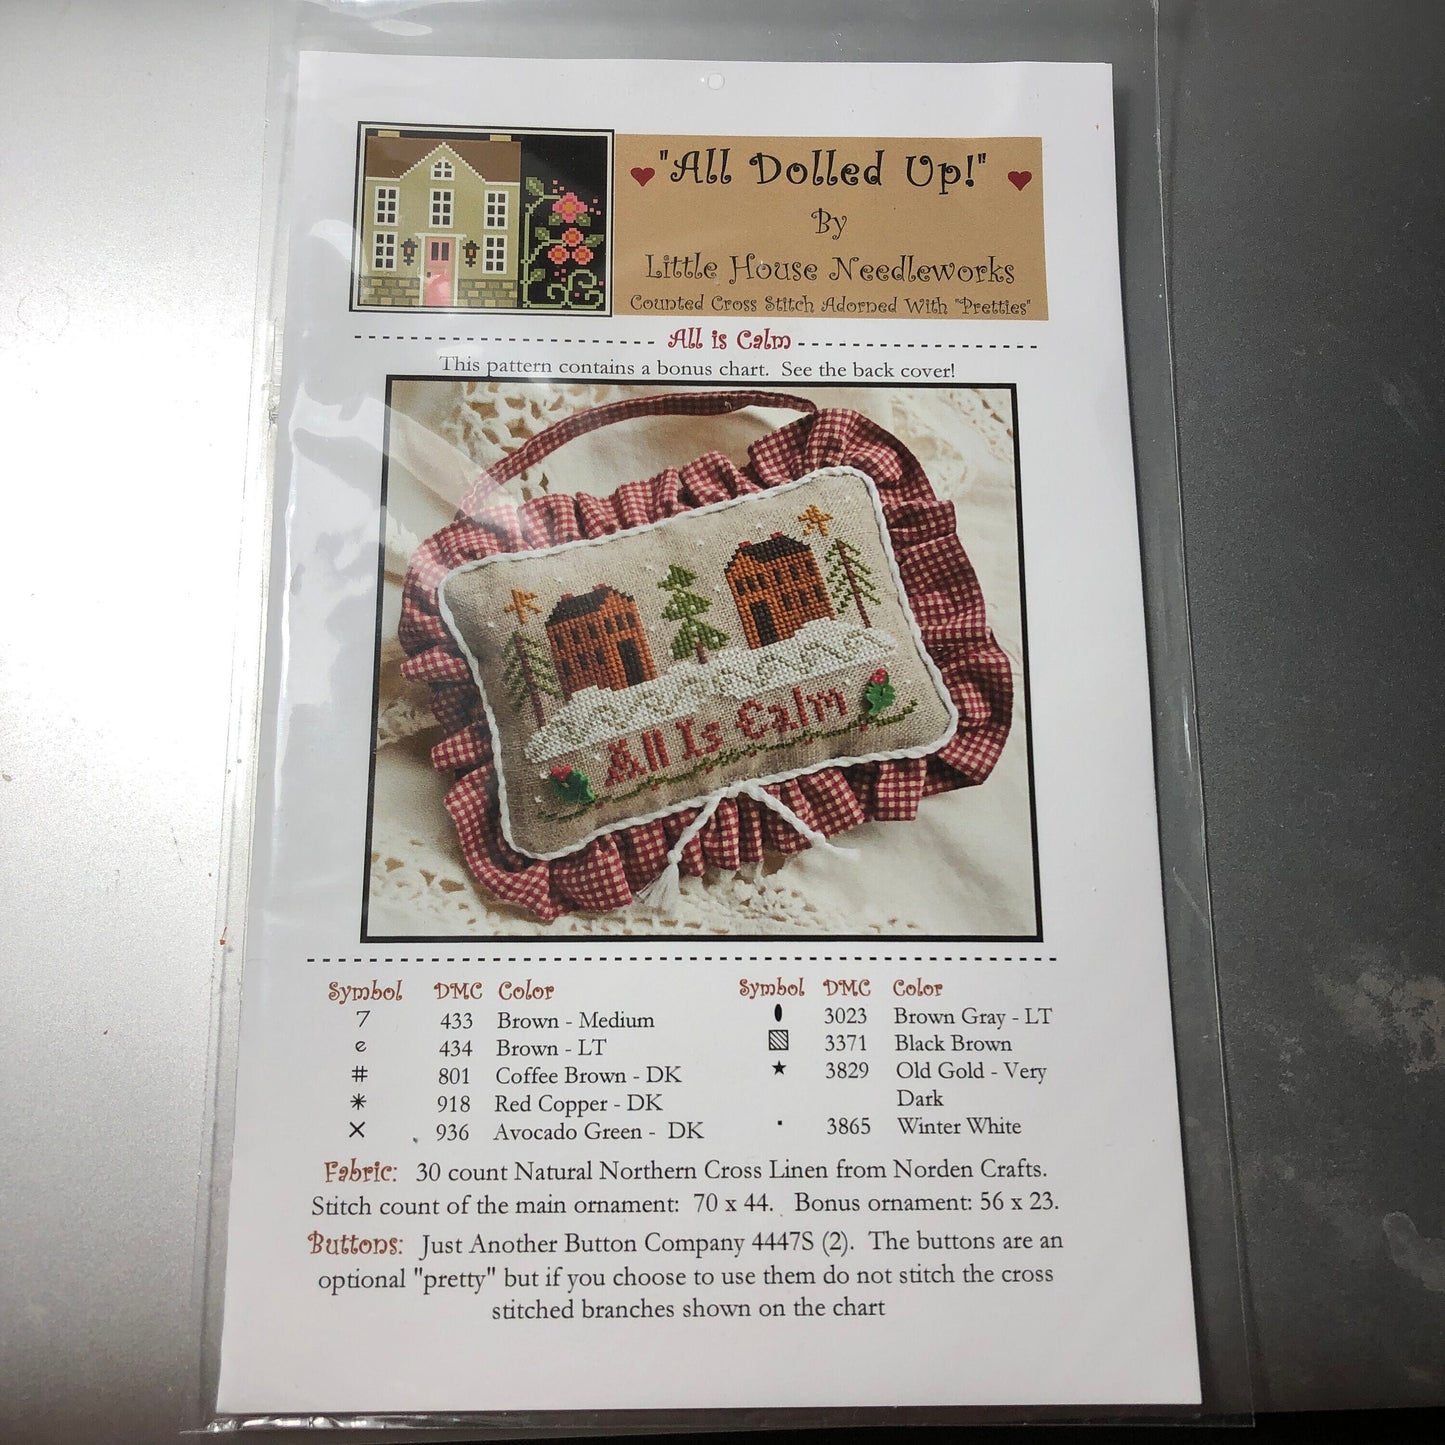 "All Dolled Up!"
By
Little House Needleworks
Counted Cross Stitch Adorned With "Pretties"
All is Calm
This pattern contains a bonus chart. See the back cover!
All Is Calm
Symbol DMC Color
7 433 Brown - Medium
e 434 Brown - LT
# 801 Coffee Brown - DK
* 918 Red Copper - DK
X 936 Avocado Green - DK
Symbol DMC Color
3023 Brown Gray - LT
3371 Black Brown
★ 3829 Old Gold - Very
Dark
· 3865 Winter White
Fabric: 30 count Natural Northern Cross Linen from Norden Crafts.
Stitch count of the main ornament: 70 x 44. Bonus ornament: 56 x 23.
Buttons: Just Another Button Company 4447S (2). The buttons are an
optional "pretty" but if you choose to use them do not stitch the cross
stitched branches shown on the chart